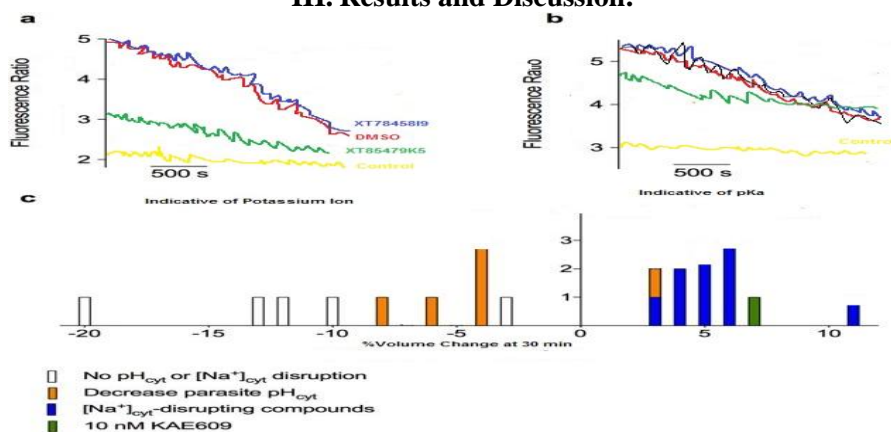 III. Results and Discussion:
a
b
5
4
3
2
Fluorescence Ratio
XT78458I9
DMSO
XT85479K5
Control
500 s
Indicative of Potassium Ion
5
4
3
Fluorescence Ratio
Contro
500 s
Indicative of pKa
c
3
2
1
-20
-15
-10
-5
0
5
10
%Volume Change at 30 min
No pHcyt or [Na+]cyt disruption
Decrease parasite pHcyt
[Na+]cyt-disrupting compounds
10 nM KAE609